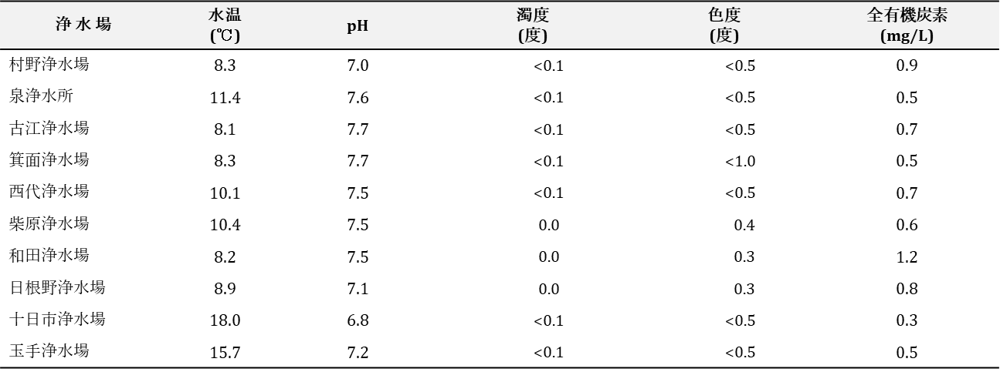 浄 水 場 水温 (℃) pH 濁度 (度) 色度 (度) 全有機炭素 (mg/L)
村野浄水場 8.3 7.0 <0.1 <0.5 0.9
泉浄水所 11.4 7.6 <0.1 <0.5 0.5
古江浄水場 8.1 7.7 <0.1 <0.5 0.7
箕面浄水場 8.3 7.7 <0.1 <1.0 0.5
西代浄水場 10.1 7.5 <0.1 <0.5 0.7
柴原浄水場 10.4 7.5 0.0 0.4 0.6
和田浄水場 8.2 7.5 0.0 0.3 1.2
日根野浄水場 8.9 7.1 0.0 0.3 0.8
十日市浄水場 18.0 6.8 <0.1 <0.5 0.3
玉手浄水場 15.7 7.2 <0.1 <0.5 0.5